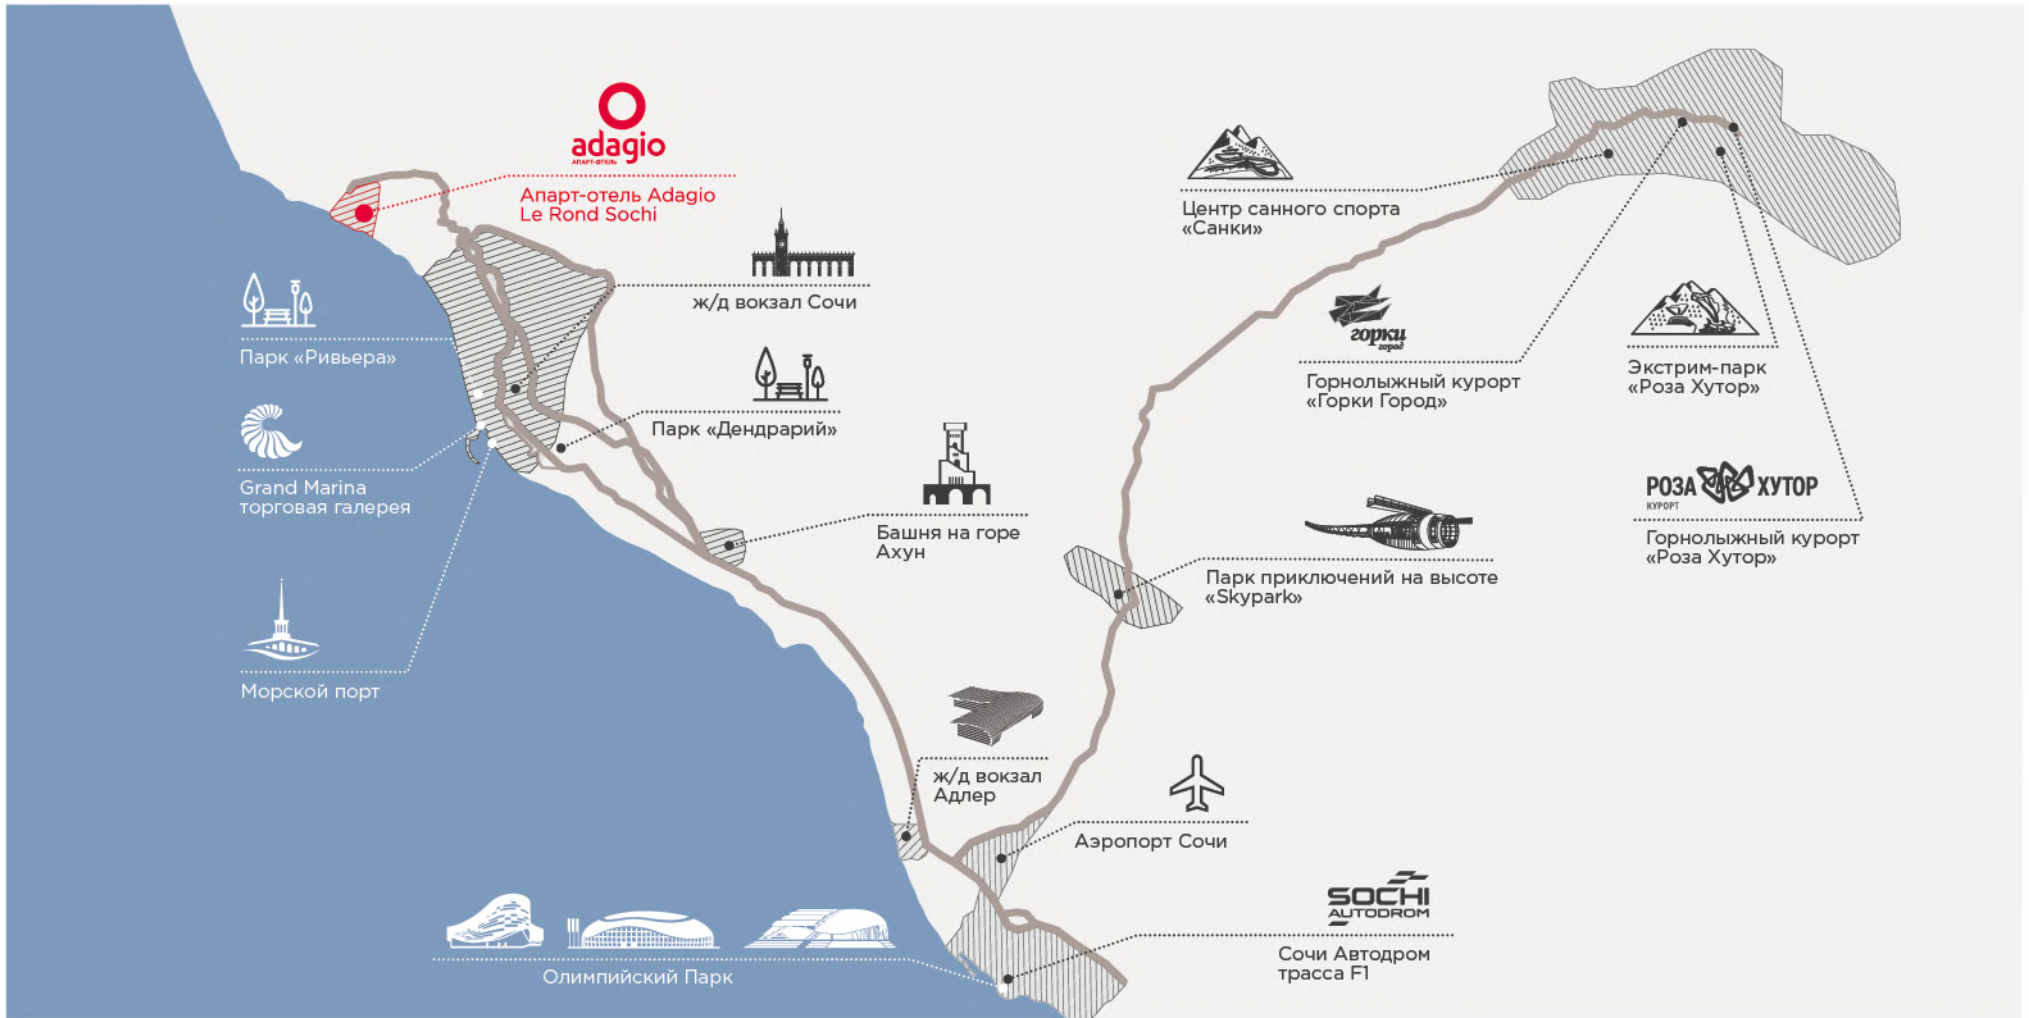 adagio
АПАРТ-ОТЕЛЬ
Апарт-отель Adagio
Le Rond Sochi
ж/д вокзал Сочи
Парк «Ривьера»
Парк «Дендрарий»
Grand Marina
торговая галерея
Башня на горе
Ахун
Морской порт
ж/д вокзал
Адлер
Аэропорт Сочи
Олимпийский Парк
SOCHI
AUTODROM
Сочи Автодром
трасса F1
Центр санного спорта
«Санки»
горки
город
Горнолыжный курорт
«Горки Город»
Экстрим-парк
«Роза Хутор»
РОЗА ХУТОР
КУРОРТ
Горнолыжный курорт
«Роза Хутор»
Парк приключений на высоте
«Skypark»